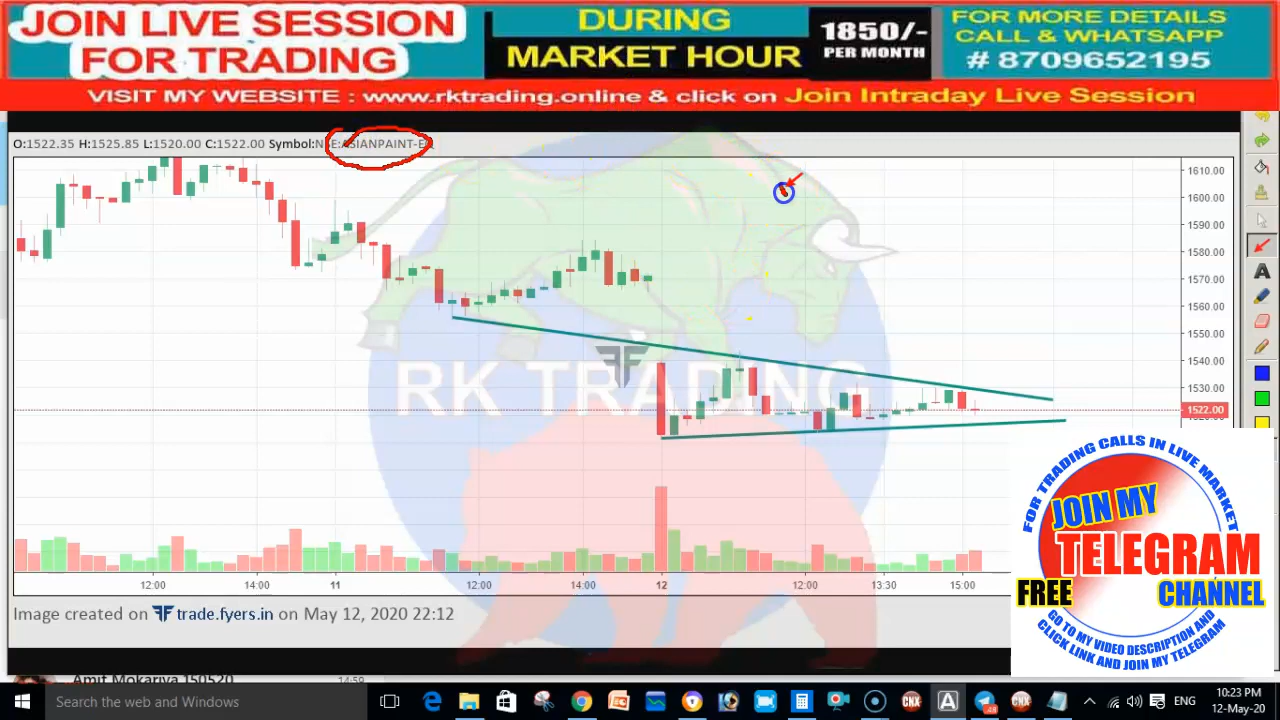 JOIN LIVE SESSION
FOR TRADING
DURING
MARKET HOUR
1850/-
PER MONTH
FOR MORE DETAILS
CALL & WHATSAPP
# 8709652195
VISIT MY WEBSITE : www.rktrading.online & click on Join Intraday Live Session
O:1522.35 H:1525.85 L:1520.00 C:1522.00 Symbol:NSE:ASIANPAINT-EQ
1610.00
1600.00
1590.00
1580.00
1570.00
1560.00
1550.00
1540.00
1530.00
1522.00
RK TRADING
12:00 14:00 11 12:00 14:00 12 12:00 13:30 15:00
Image created on trade.fyers.in on May 12, 2020 22:12
FOR TRADING CALLS IN LIVE MARKET
JOIN MY
TELEGRAM
FREE CHANNEL
GO TO MY VIDEO DESCRIPTION AND
CLICK LINK AND JOIN MY TELEGRAM
Amit Mokariya 150520 14:59
A
Search the web and Windows
CNX
A
CNX
ENG
10:23 PM
12-May-20